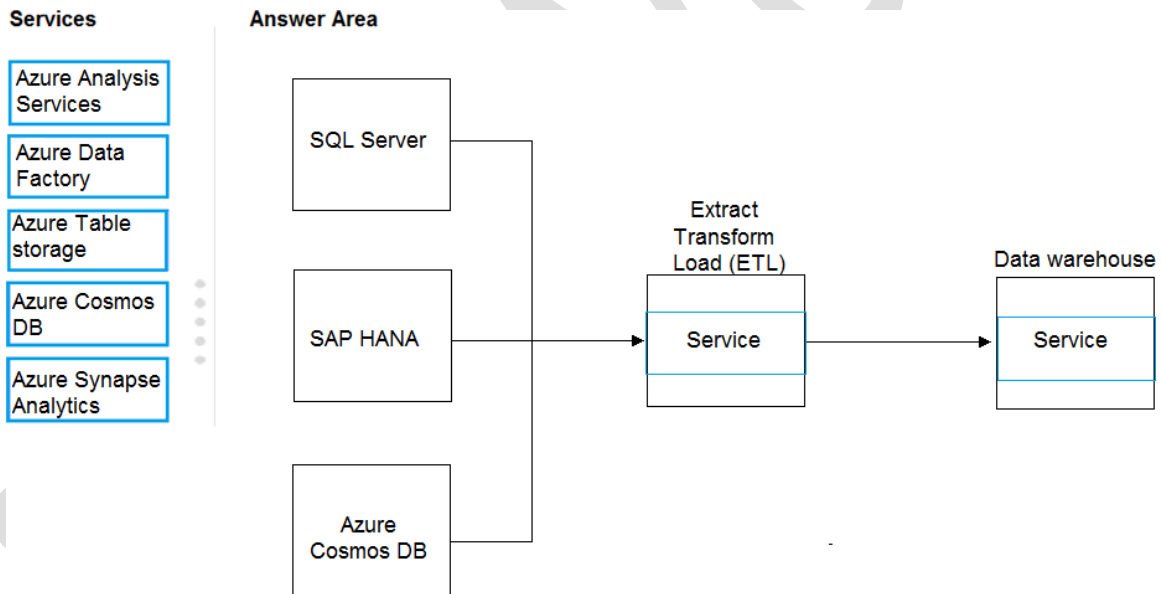 Services
Azure Analysis
Services
Azure Data
Factory
Azure Table
storage
Azure Cosmos
DB
Azure Synapse
Analytics
Answer Area
SQL Server
SAP HANA
Azure
Cosmos DB
Extract
Transform
Load (ETL)
Service
Data warehouse
Service